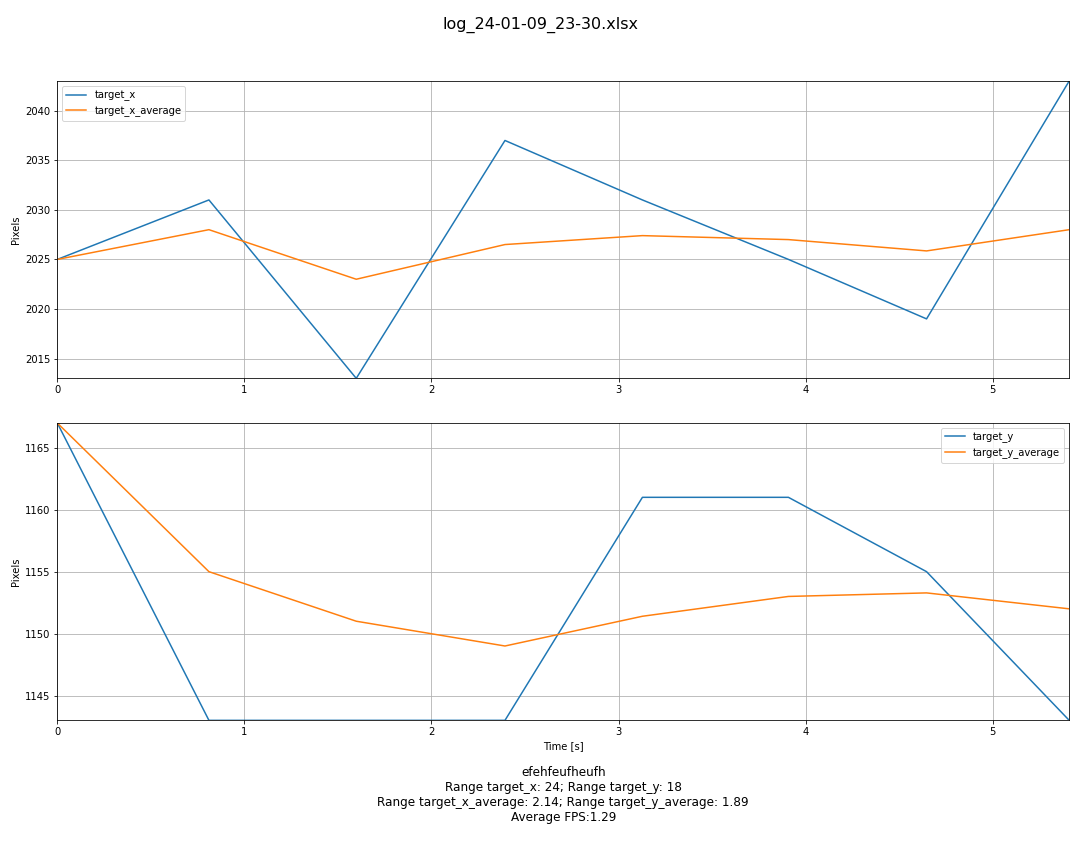 log_24-01-09_23-30.xlsx
target_x
target_x_average
Pixels
2040
2035
2030
2025
2020
2015
0 1 2 3 4 5
target_y
target_y_average
Pixels
1165
1160
1155
1150
1145
0 1 2 3 4 5
Time [s]
efehfeufheufh
Range target_x: 24; Range target_y: 18
Range target_x_average: 2.14; Range target_y_average: 1.89
Average FPS:1.29